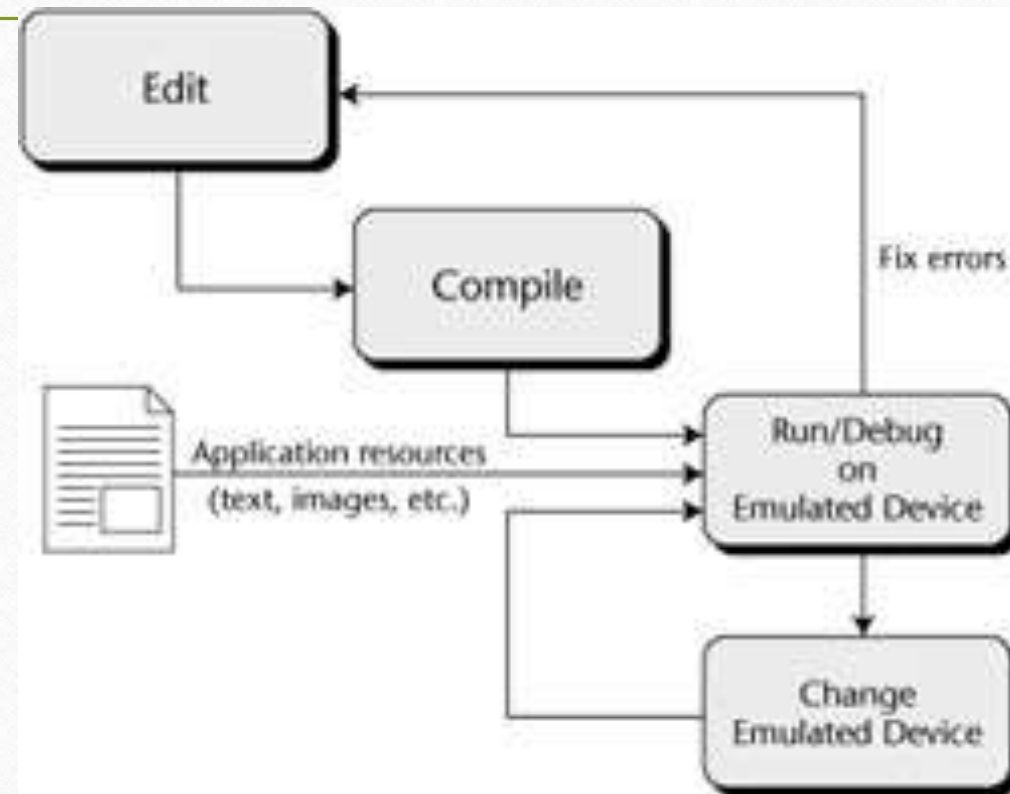 Edit
Compile
Fix errors
Application resources
(text, images, etc.)
Run/Debug
on
Emulated Device
Change
Emulated Device